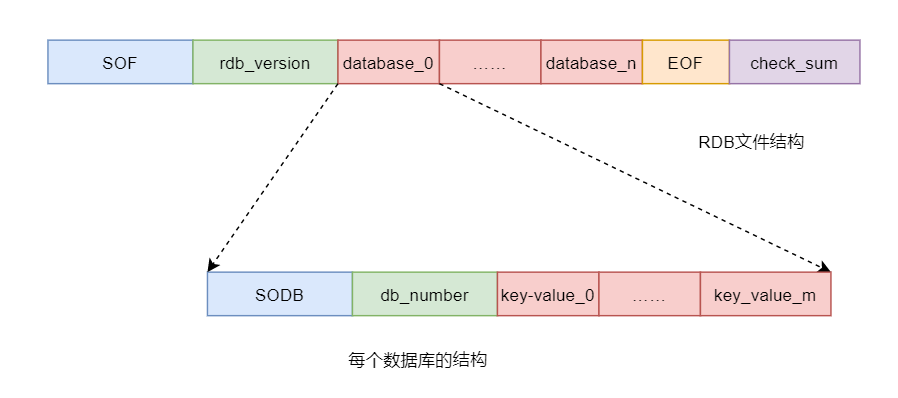 SOF rdb_version database_0 …… database_n EOF check_sum
RDB文件结构
SODB db_number key-value_0 …… key_value_m
每个数据库的结构